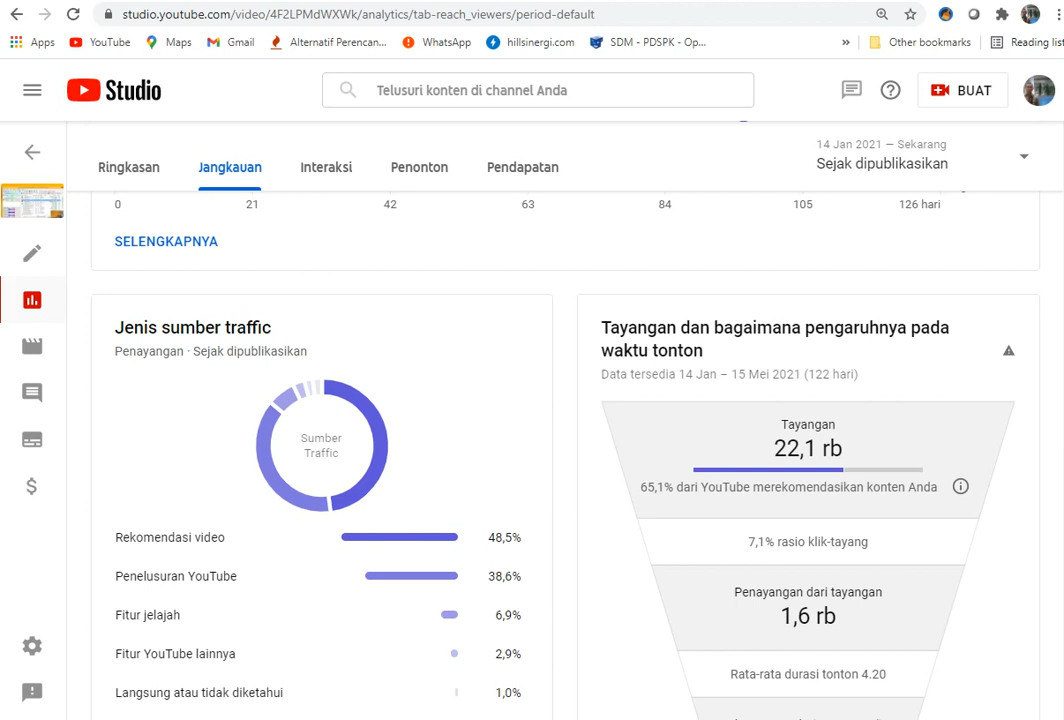 studio.youtube.com/video/4F2LPMdWXWk/analytics/tab-reach_viewers/period-default
Apps YouTube Maps Gmail Alternatif Perencan... WhatsApp hillsinergi.com SDM - PDSPK - Op... » Other bookmarks Reading list
Studio
Telusuri konten di channel Anda
BUAT
Ringkasan Jangkauan Interaksi Penonton Pendapatan
14 Jan 2021 – Sekarang
Sejak dipublikasikan
0 21 42 63 84 105 126 hari
SELENGKAPNYA
Jenis sumber traffic
Penayangan · Sejak dipublikasikan
Sumber
Traffic
Rekomendasi video 48,5%
Penelusuran YouTube 38,6%
Fitur jelajah 6,9%
Fitur YouTube lainnya 2,9%
Langsung atau tidak diketahui 1,0%
Tayangan dan bagaimana pengaruhnya pada
waktu tonton
Data tersedia 14 Jan – 15 Mei 2021 (122 hari)
Tayangan
22,1 rb
65,1% dari YouTube merekomendasikan konten Anda
7,1% rasio klik-tayang
Penayangan dari tayangan
1,6 rb
Rata-rata durasi tonton 4.20